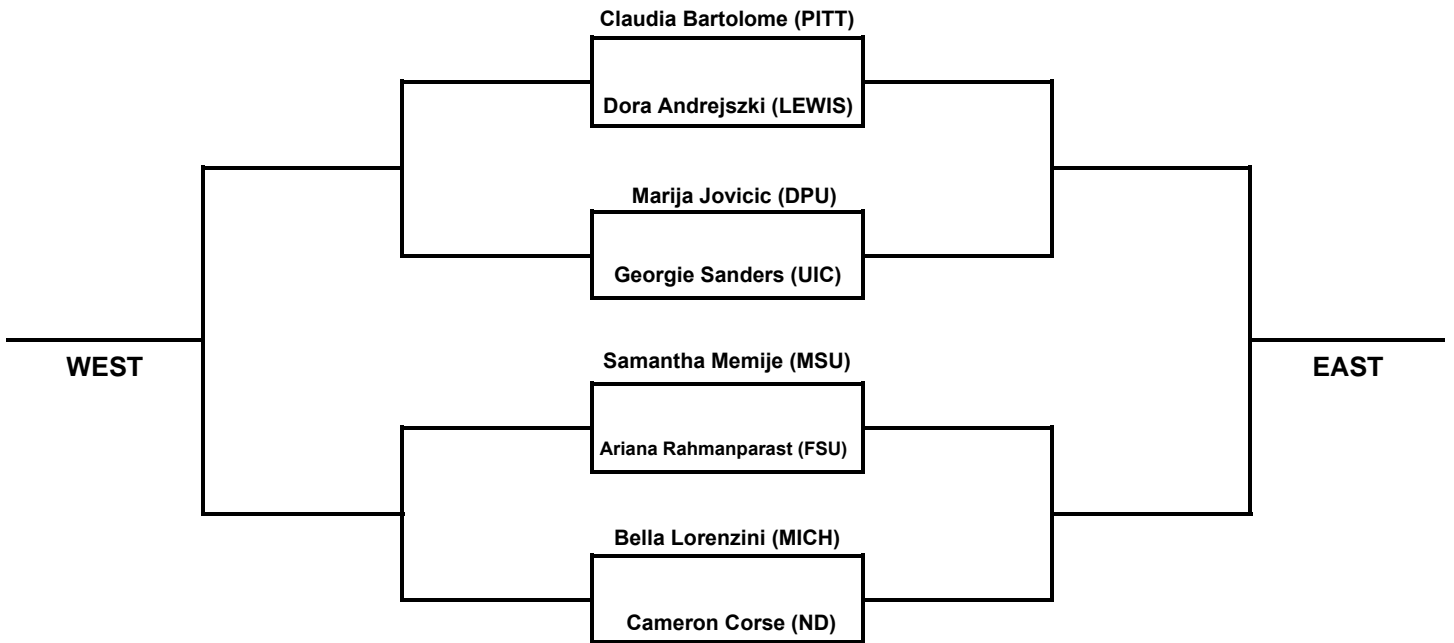 Claudia Bartolome (PITT)
Dora Andrejszki (LEWIS)
Marija Jovicic (DPU)
Georgie Sanders (UIC)
WEST
Samantha Memije (MSU)
EAST
Ariana Rahmanparast (FSU)
Bella Lorenzini (MICH)
Cameron Corse (ND)